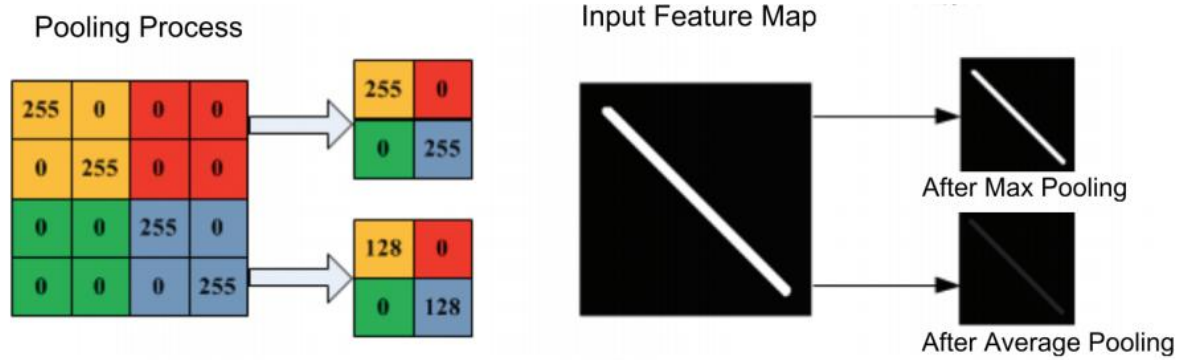 Pooling Process
255 0 0 0
0 255 0 0
0 0 255 0
0 0 0 255
255 0
0 255
128 0
0 128
Input Feature Map
After Max Pooling
After Average Pooling